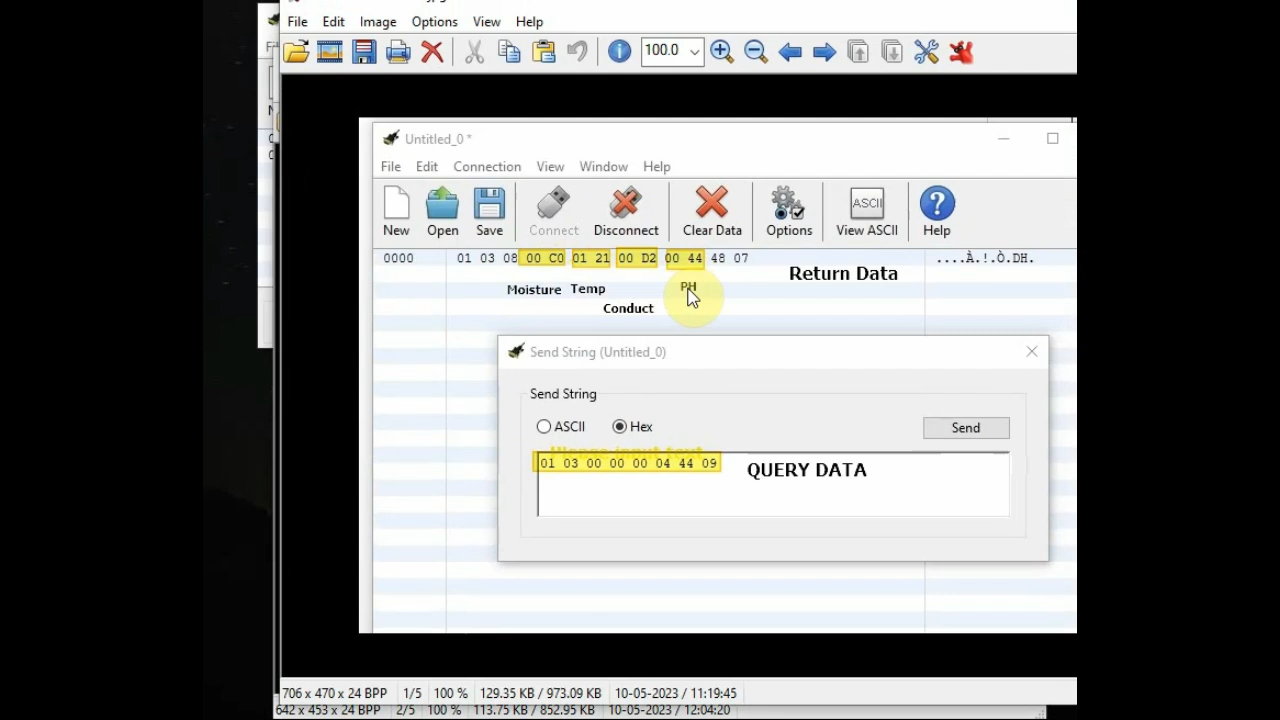 File Edit Image Options View Help
100.0
Untitled_0 *
File Edit Connection View Window Help
ASCII
New Open Save Connect Disconnect Clear Data Options View ASCII Help
0000 01 03 08 00 C0 01 21 00 D2 00 44 48 07 ....À.!.Ò.DH.
Return Data
Moisture Temp PH
Conduct
Send String (Untitled_0)
Send String
ASCII Hex Send
01 03 00 00 00 04 44 09 QUERY DATA
706 x 470 x 24 BPP 1/5 100 % 129.35 KB / 973.09 KB 10-05-2023 / 11:19:45
642 x 453 x 24 BPP 2/5 100 % 113.75 KB / 852.95 KB 10-05-2023 / 12:04:20